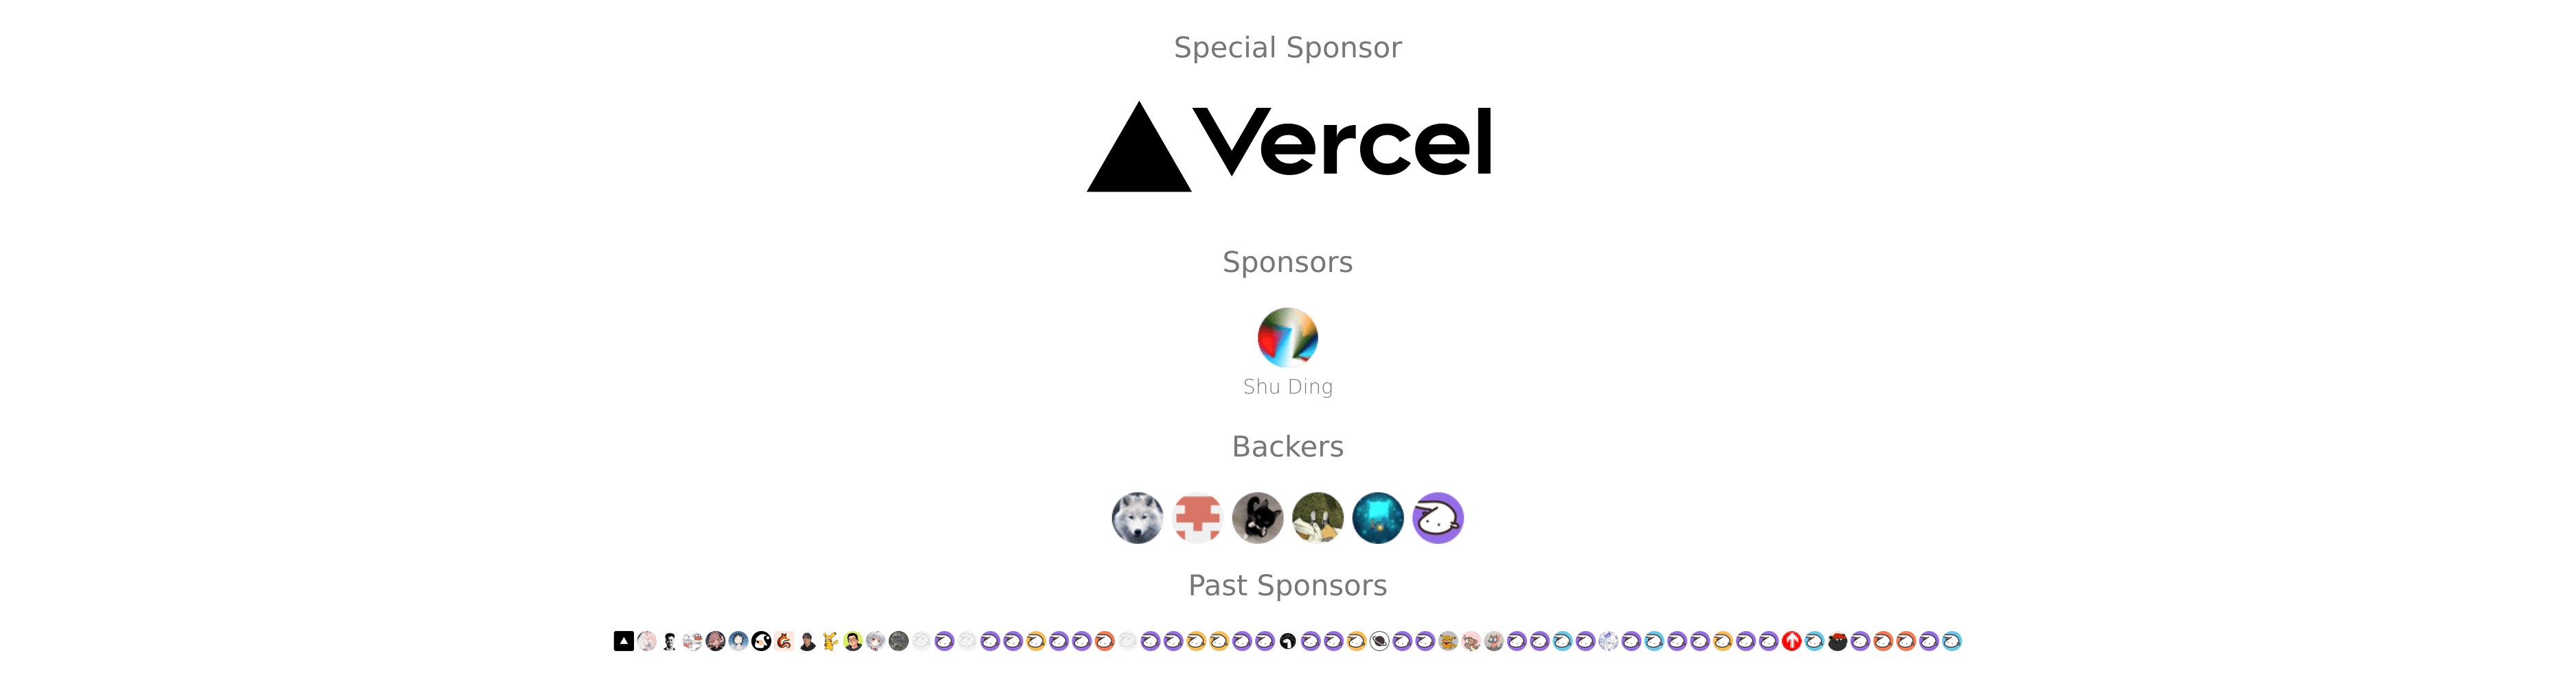 Special Sponsor
Vercel
Sponsors
Shu Ding
Backers
Past Sponsors